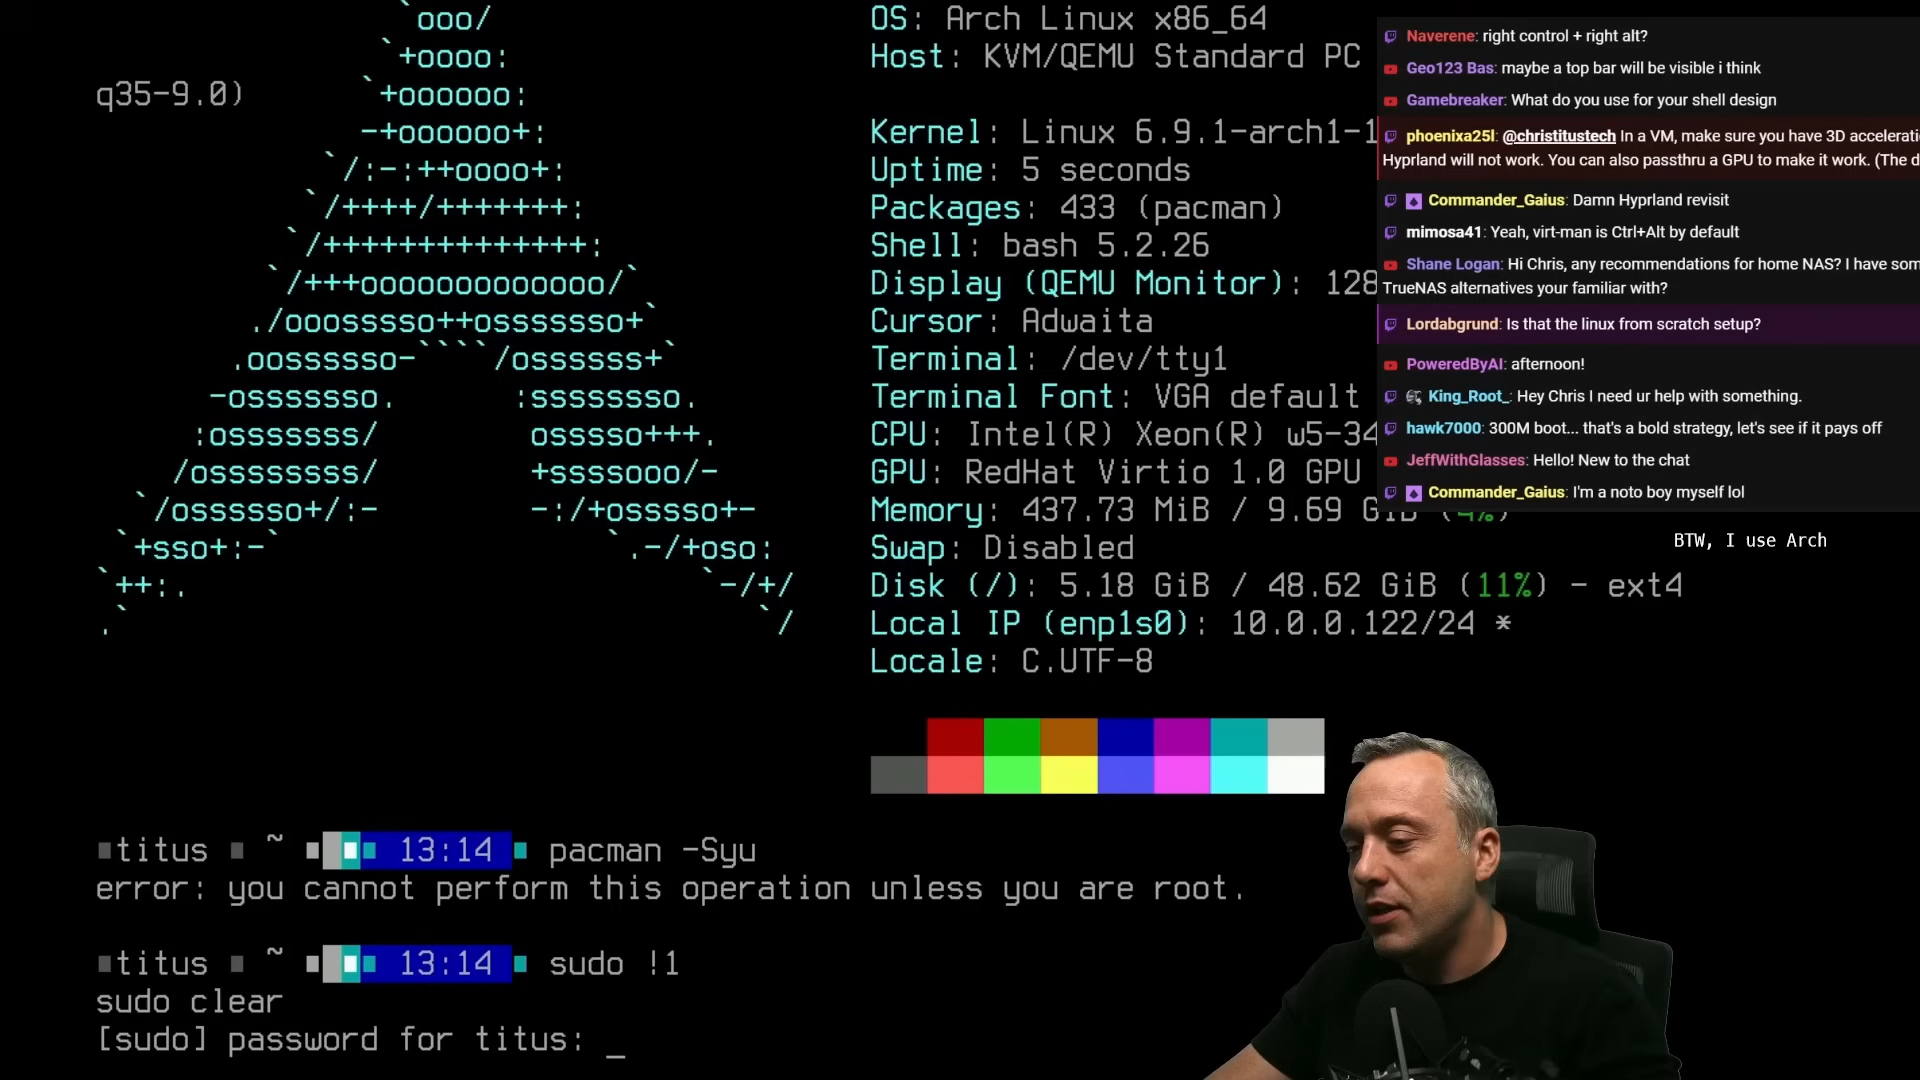 OS: Arch Linux x86_64
Host: KVM/QEMU Standard PC
q35-9.0)
Kernel: Linux 6.9.1-arch1-1
Uptime: 5 seconds
Packages: 433 (pacman)
Shell: bash 5.2.26
Display (QEMU Monitor): 128
Cursor: Adwaita
Terminal: /dev/tty1
Terminal Font: VGA default
CPU: Intel(R) Xeon(R) w5-34
GPU: RedHat Virtio 1.0 GPU
Memory: 437.73 MiB / 9.69 GiB (4%)
Swap: Disabled
Disk (/): 5.18 GiB / 48.62 GiB (11%) - ext4
Local IP (enp1s0): 10.0.0.122/24 *
Locale: C.UTF-8
titus ~ 13:14 pacman -Syu
error: you cannot perform this operation unless you are root.
titus ~ 13:14 sudo !1
sudo clear
[sudo] password for titus: _
Naverene: right control + right alt?
Geo123 Bas: maybe a top bar will be visible i think
Gamebreaker: What do you use for your shell design
phoenixa25l: @christitustech In a VM, make sure you have 3D accelerati
Hyprland will not work. You can also passthru a GPU to make it work. (The d
Commander_Gaius: Damn Hyprland revisit
mimosa41: Yeah, virt-man is Ctrl+Alt by default
Shane Logan: Hi Chris, any recommendations for home NAS? I have som
TrueNAS alternatives your familiar with?
Lordabgrund: Is that the linux from scratch setup?
PoweredByAI: afternoon!
King_Root_: Hey Chris I need ur help with something.
hawk7000: 300M boot... that's a bold strategy, let's see if it pays off
JeffWithGlasses: Hello! New to the chat
Commander_Gaius: I'm a noto boy myself lol
BTW, I use Arch